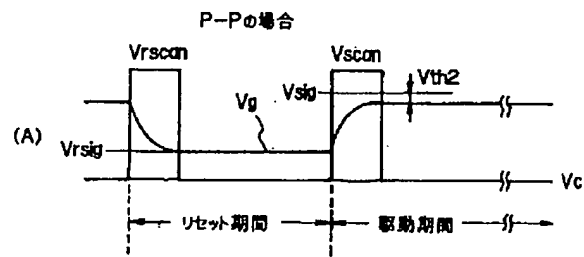 P-Pの場合
Vrscan
Vscan
Vsig
Vth2
Vg
(A)
Vrsig
Vc
リセット期間
駆動期間